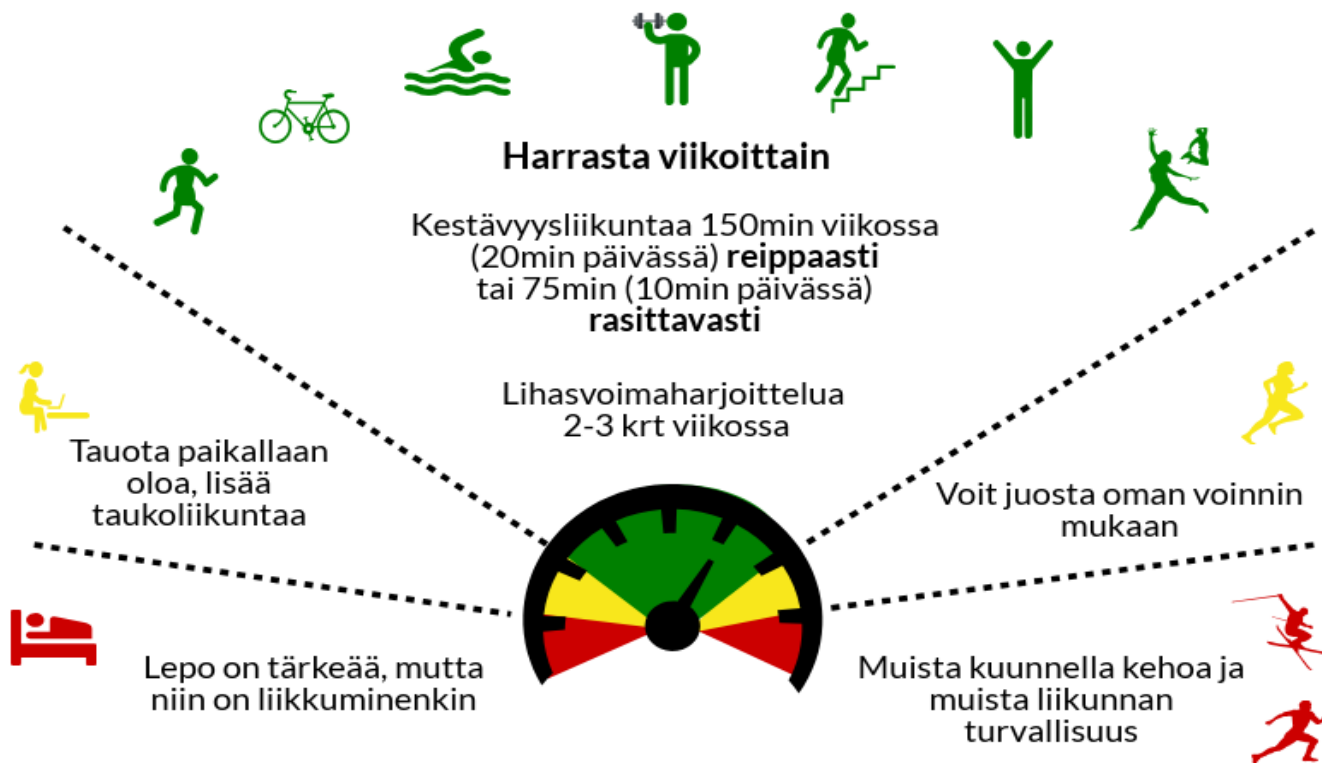 Harrasta viikoittain
Kestävyysliikuntaa 150min viikossa
(20min päivässä) reippaasti
tai 75min (10min päivässä)
rasittavasti
Lihasvoimaharjoittelua
2-3 krt viikossa
Tauota paikallaan
oloa, lisää
taukoliikuntaa
Voit juosta oman voinnin
mukaan
Lepo on tärkeää, mutta
niin on liikkuminenkin
Muista kuunnella kehoa ja
muista liikunnan
turvallisuus